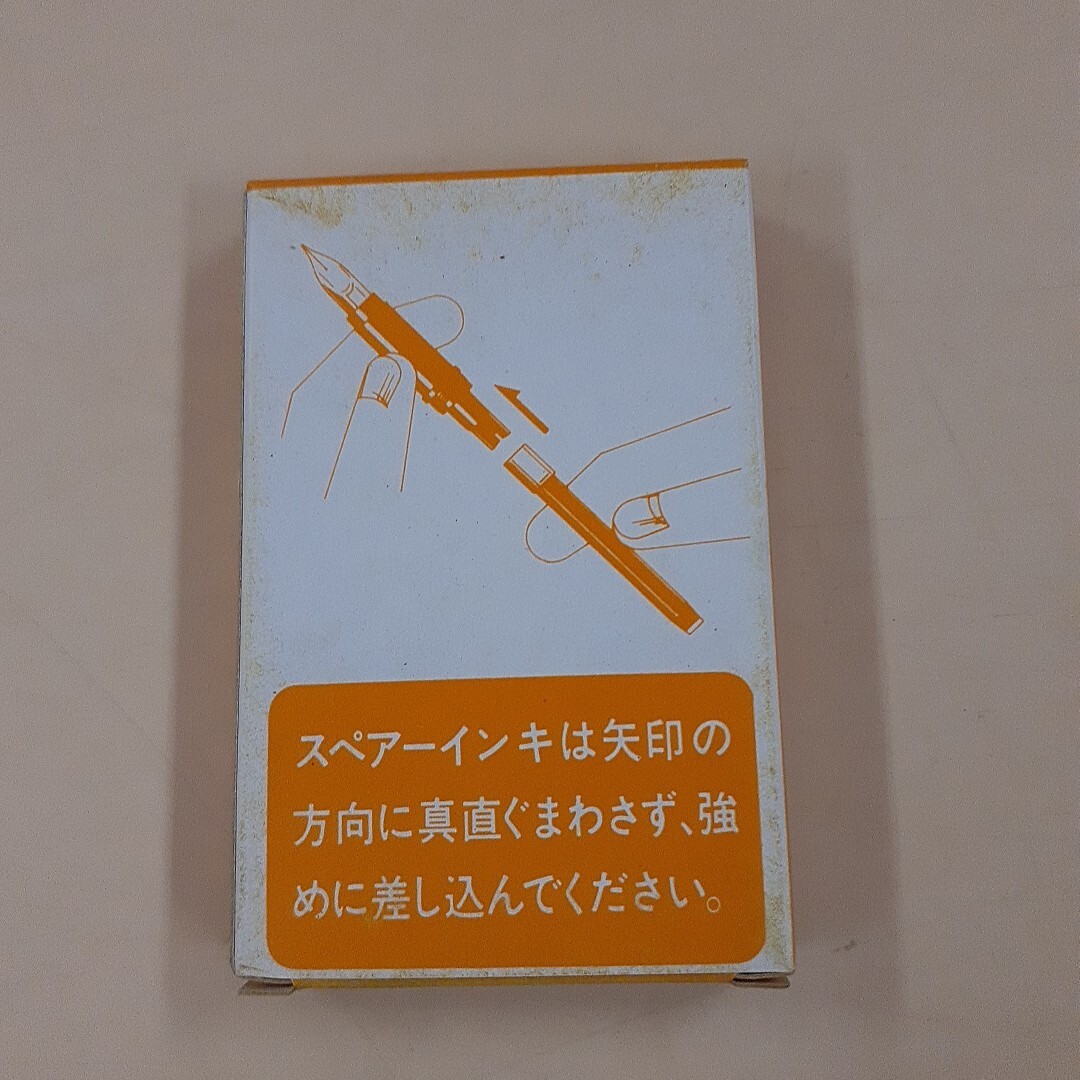 スペアーインキは矢印の
方向に真直ぐまわさず、強
めに差し込んでください。